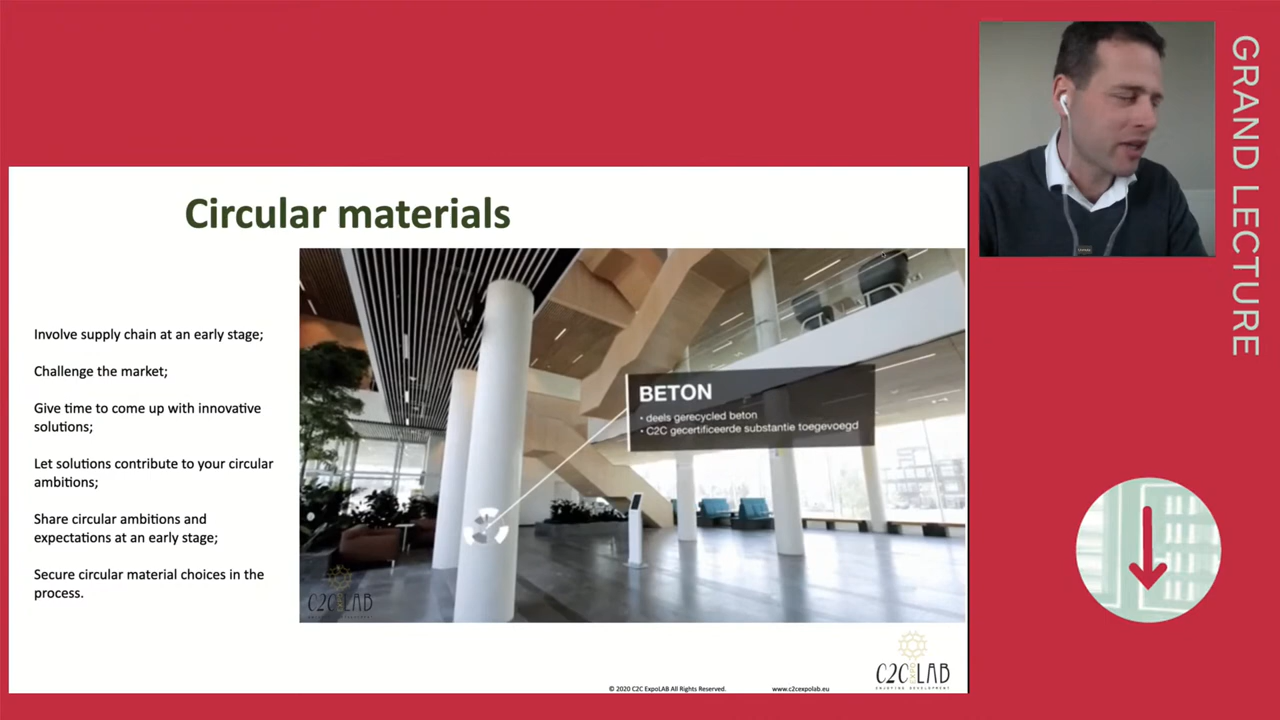 GRAND LECTURE
Circular materials
Involve supply chain at an early stage;
Challenge the market;
Give time to come up with innovative
solutions;
Let solutions contribute to your circular
ambitions;
Share circular ambitions and
expectations at an early stage;
Secure circular material choices in the
process.
BETON
• deels gerecycled beton
• C2C gecertificeerde substantie toegevoegd
C2C LAB
C2C EXPO LAB
ENJOYING DEVELOPMENT
© 2020 C2C ExpoLAB All Rights Reserved.
www.c2cexpolab.eu